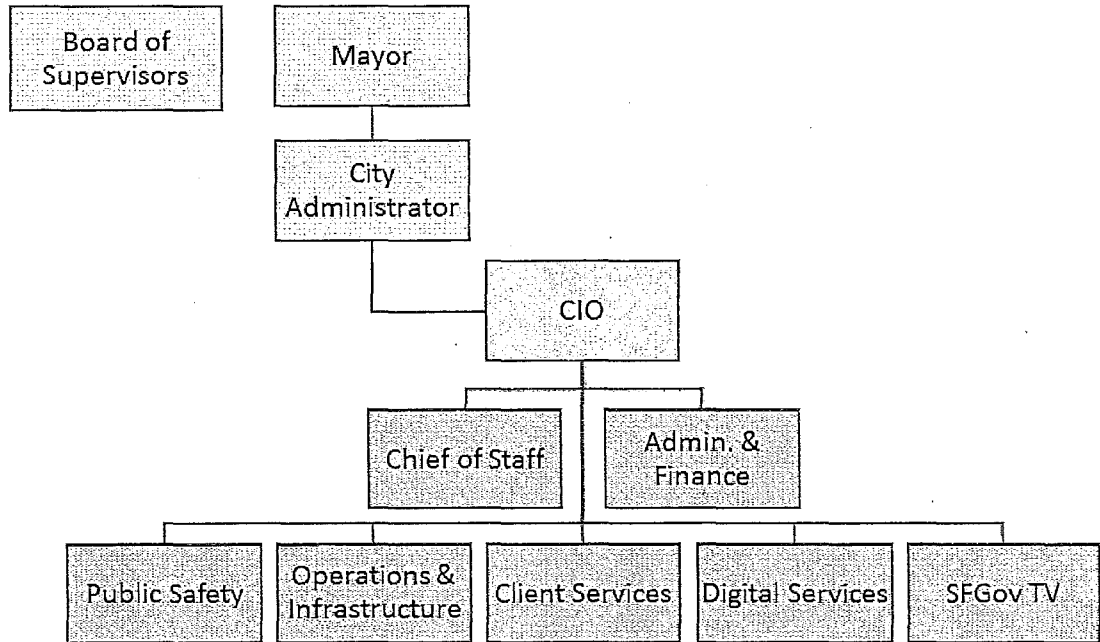 Board of
Supervisors
Mayor
City
Administrator
CIO
Chief of Staff
Admin. &
Finance
Public Safety
Operations &
Infrastructure
Client Services
Digital Services
SFGov TV